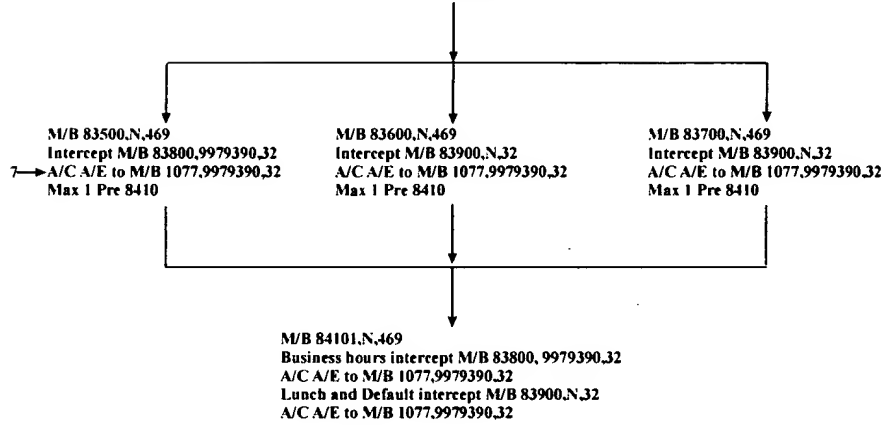 M/B 83500,N,469
Intercept M/B 83800,9979390,32
7 A/C A/E to M/B 1077,9979390,32
Max 1 Pre 8410
M/B 83600,N,469
Intercept M/B 83900,N,32
A/C A/E to M/B 1077,9979390,32
Max 1 Pre 8410
M/B 83700,N,469
Intercept M/B 83900,N,32
A/C A/E to M/B 1077,9979390,32
Max 1 Pre 8410
M/B 84101,N,469
Business hours intercept M/B 83800, 9979390,32
A/C A/E to M/B 1077,9979390,32
Lunch and Default intercept M/B 83900,N,32
A/C A/E to M/B 1077,9979390,32